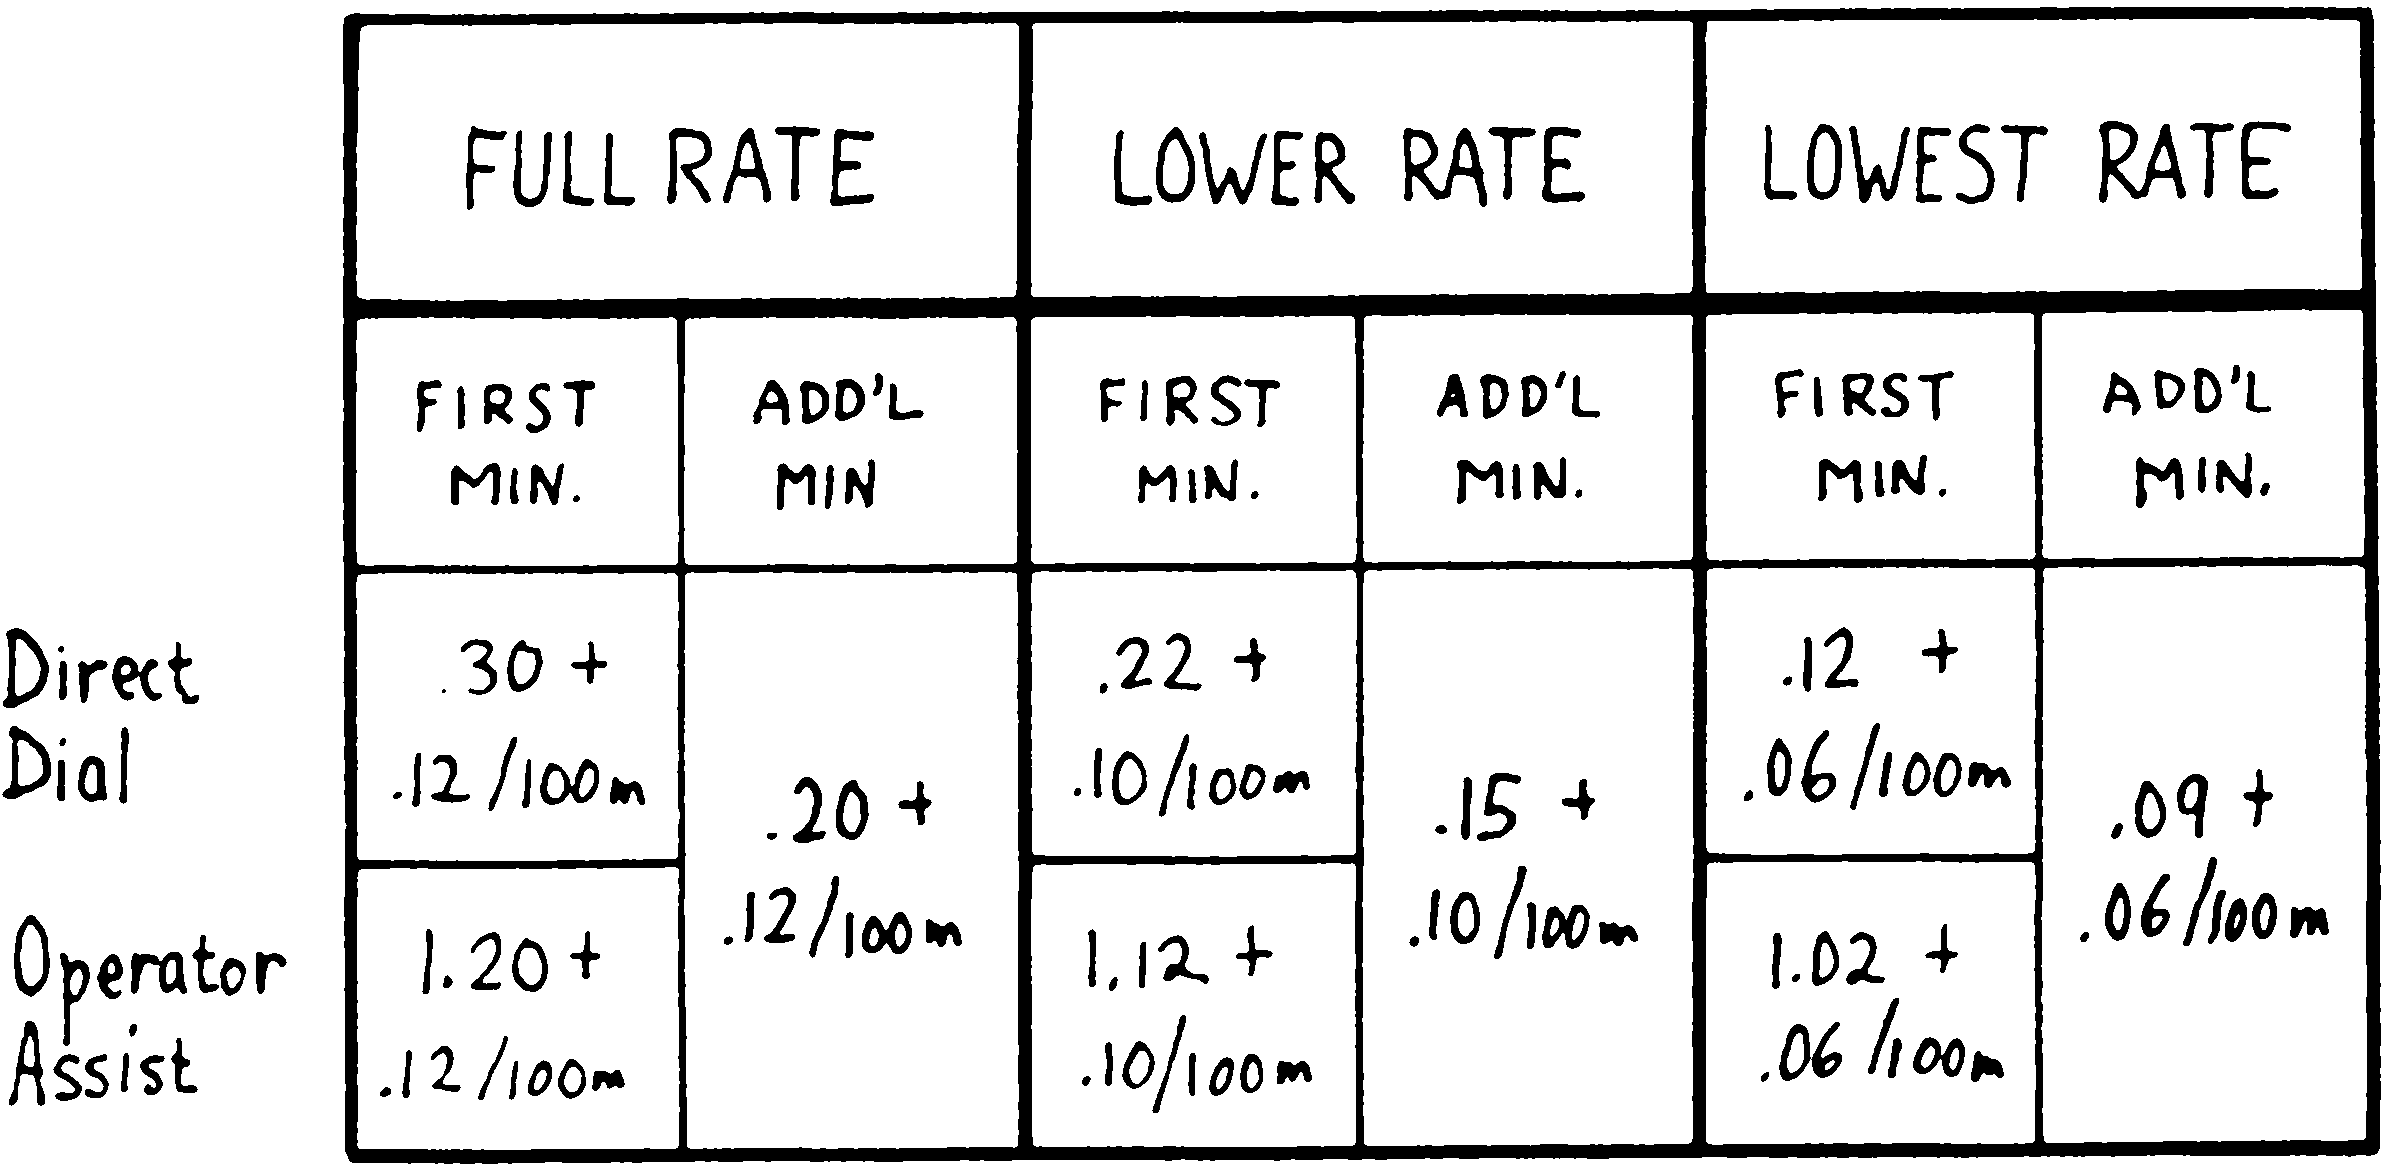 FULL RATE
LOWER RATE
LOWEST RATE
FIRST
MIN.
ADD'L
MIN
FIRST
MIN.
ADD'L
MIN.
FIRST
MIN.
ADD'L
MIN.
Direct
Dial
.30 +
.12/100m
.20 +
.12/100m
.22 +
.10/100m
.15 +
.10/100m
.12 +
.06/100m
.09 +
.06/100m
Operator
Assist
1.20 +
.12/100m
1.12 +
.10/100m
1.02 +
.06/100m